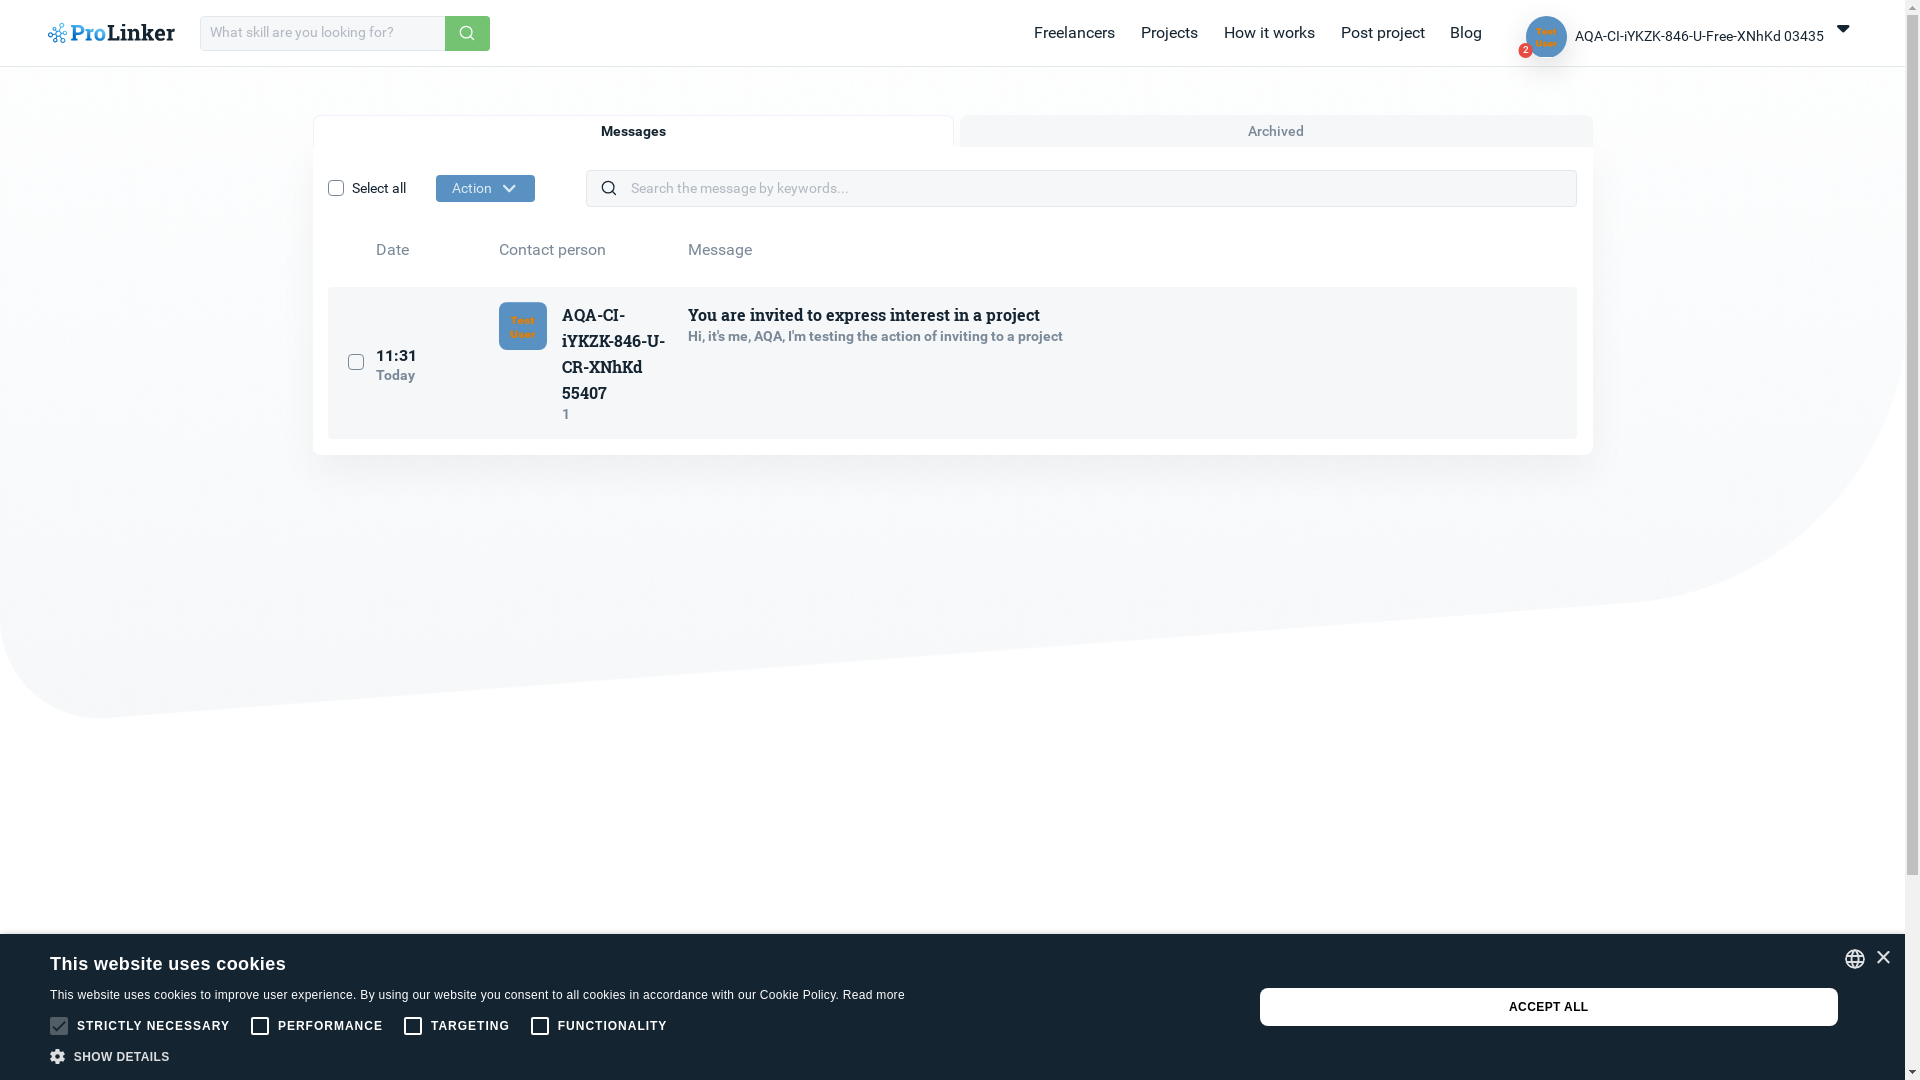 ProLinker
What skill are you looking for?
Freelancers
Projects
How it works
Post project
Blog
Test
User
2
AQA-CI-iYKZK-846-U-Free-XNhKd 03435
Messages
Archived
Select all
Action
Search the message by keywords...
Date
Contact person
Message
11:31
Today
Test
User
AQA-CI-
iYKZK-846-U-
CR-XNhKd
55407
1
You are invited to express interest in a project
Hi, it's me, AQA, I'm testing the action of inviting to a project
This website uses cookies
This website uses cookies to improve user experience. By using our website you consent to all cookies in accordance with our Cookie Policy. Read more
STRICTLY NECESSARY
PERFORMANCE
TARGETING
FUNCTIONALITY
SHOW DETAILS
ACCEPT ALL
×